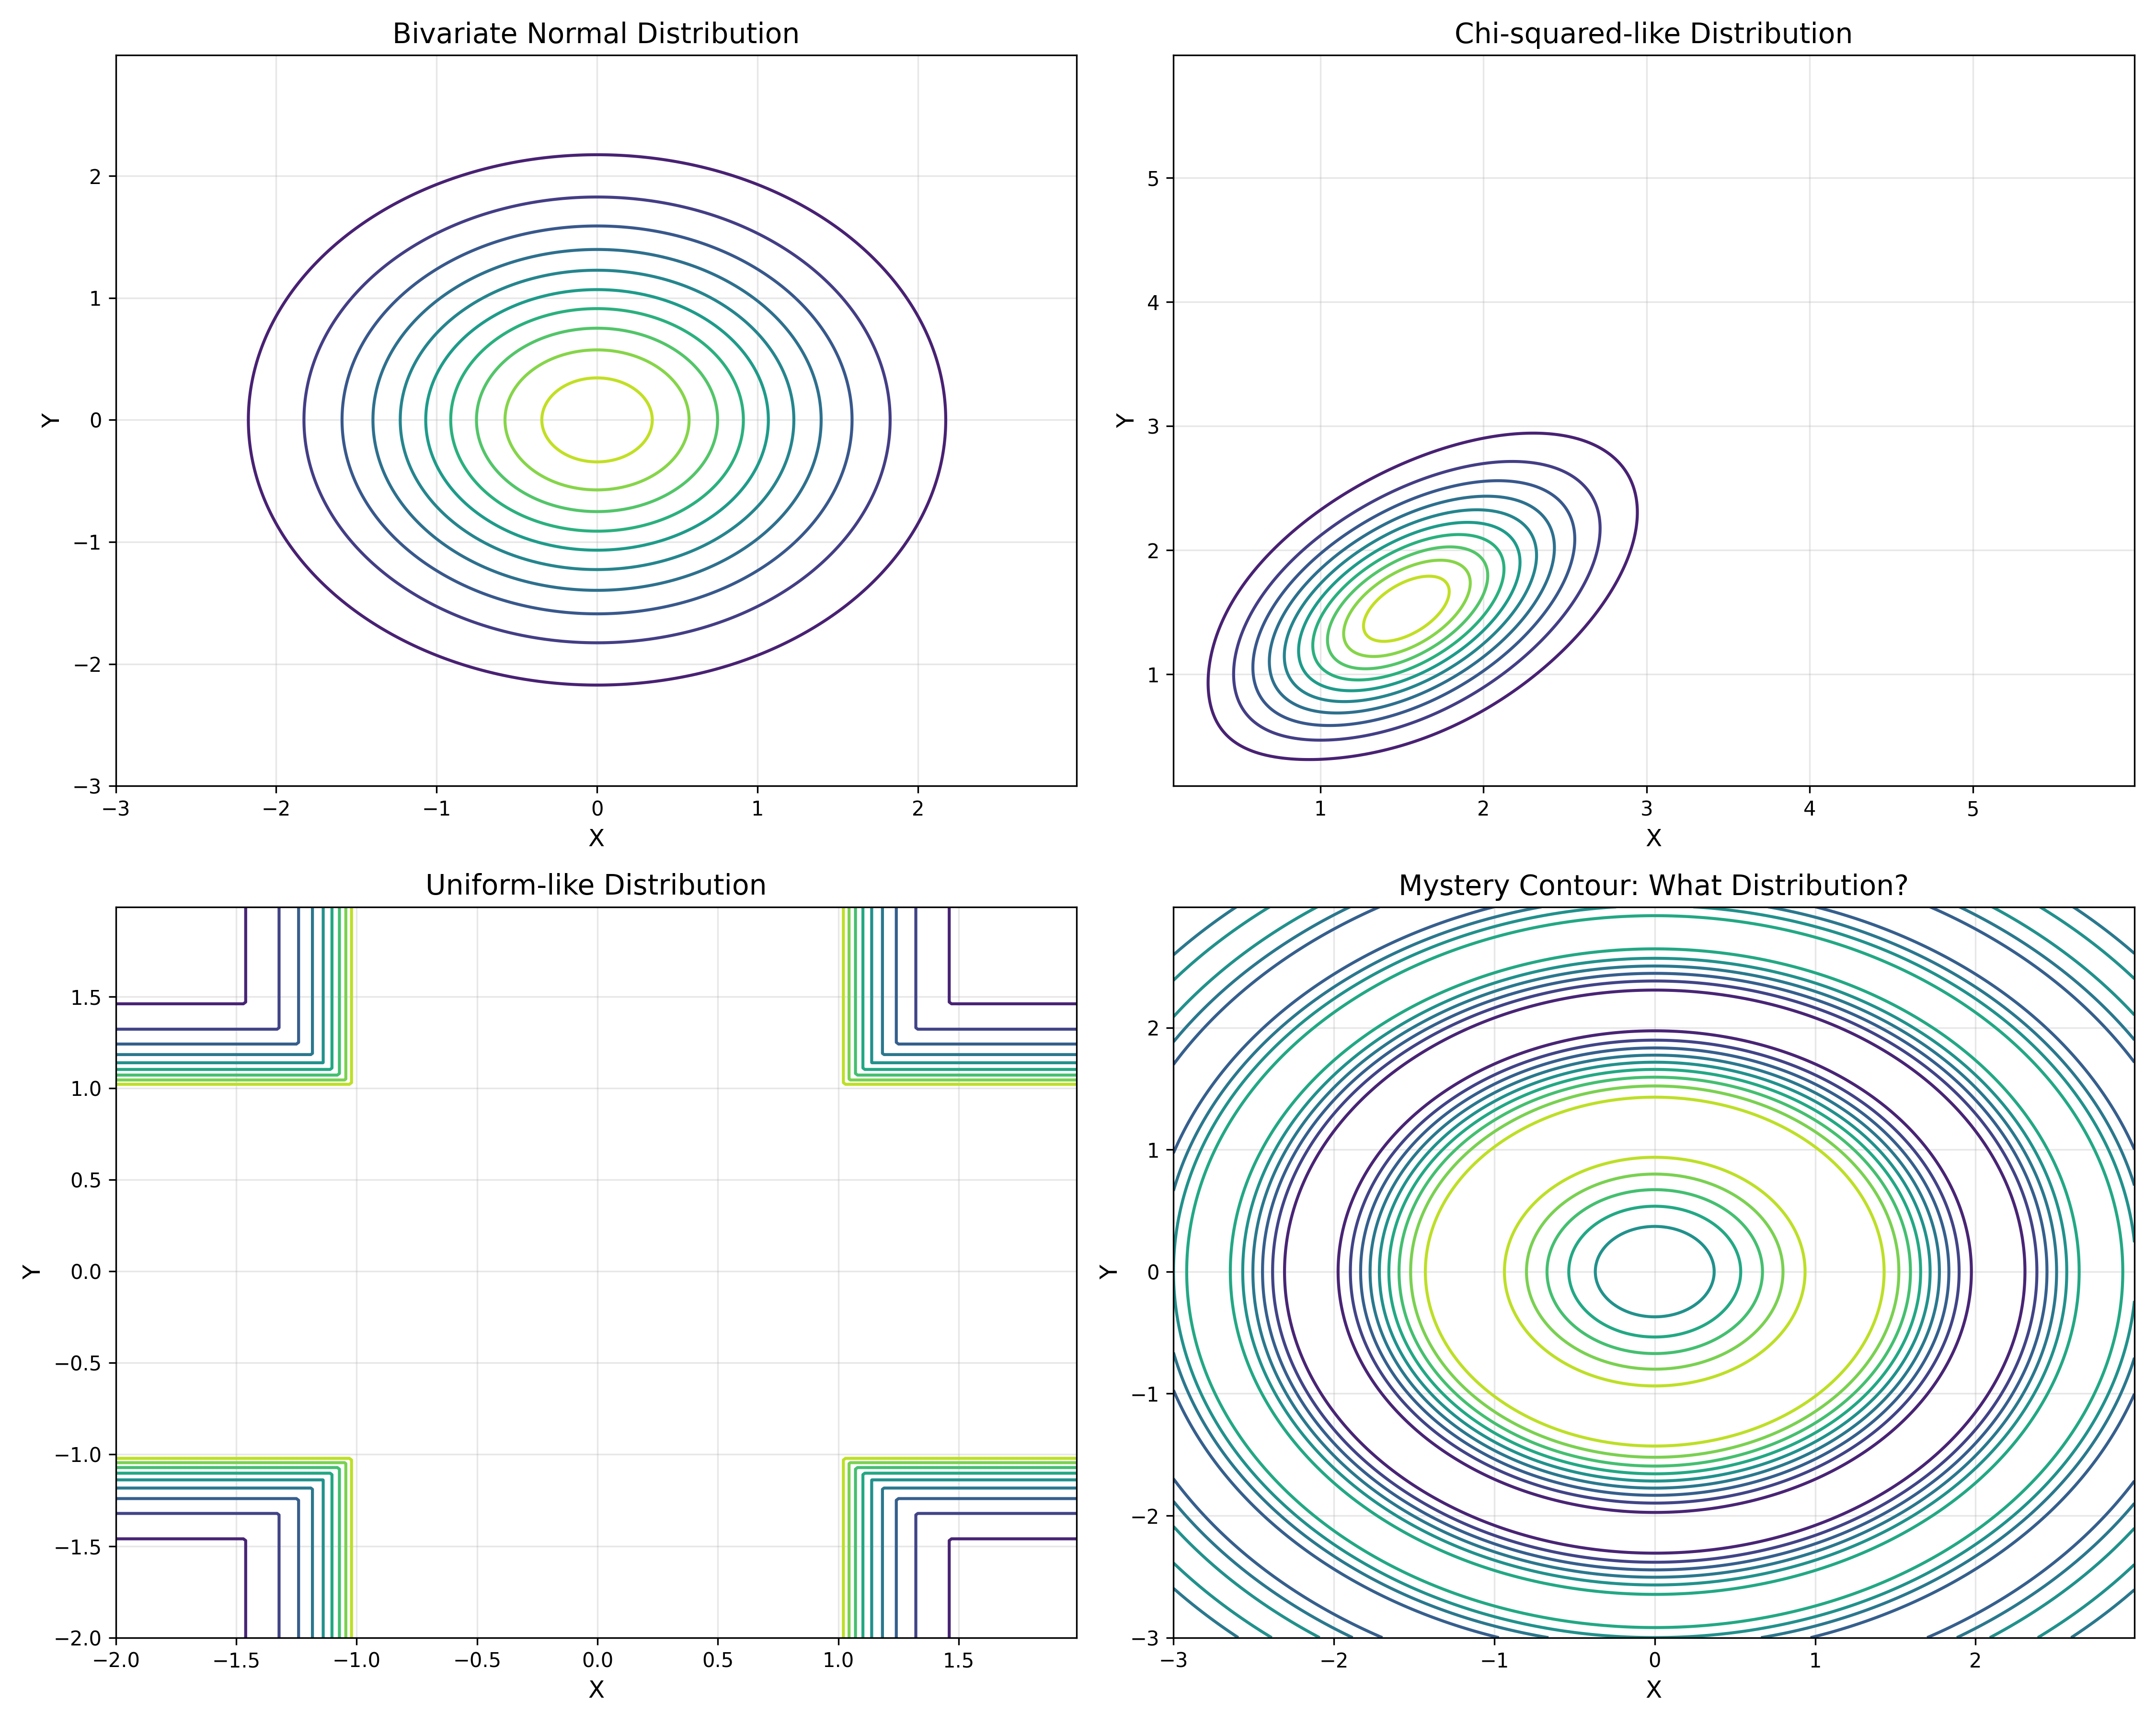 Bivariate Normal Distribution
2
1
0
−1
−2
−3
Y
−3 −2 −1 0 1 2
X
Chi-squared-like Distribution
5
4
3
2
1
Y
1 2 3 4 5
X
Uniform-like Distribution
1.5
1.0
0.5
0.0
−0.5
−1.0
−1.5
−2.0
Y
−2.0 −1.5 −1.0 −0.5 0.0 0.5 1.0 1.5
X
Mystery Contour: What Distribution?
2
1
0
−1
−2
−3
Y
−3 −2 −1 0 1 2
X